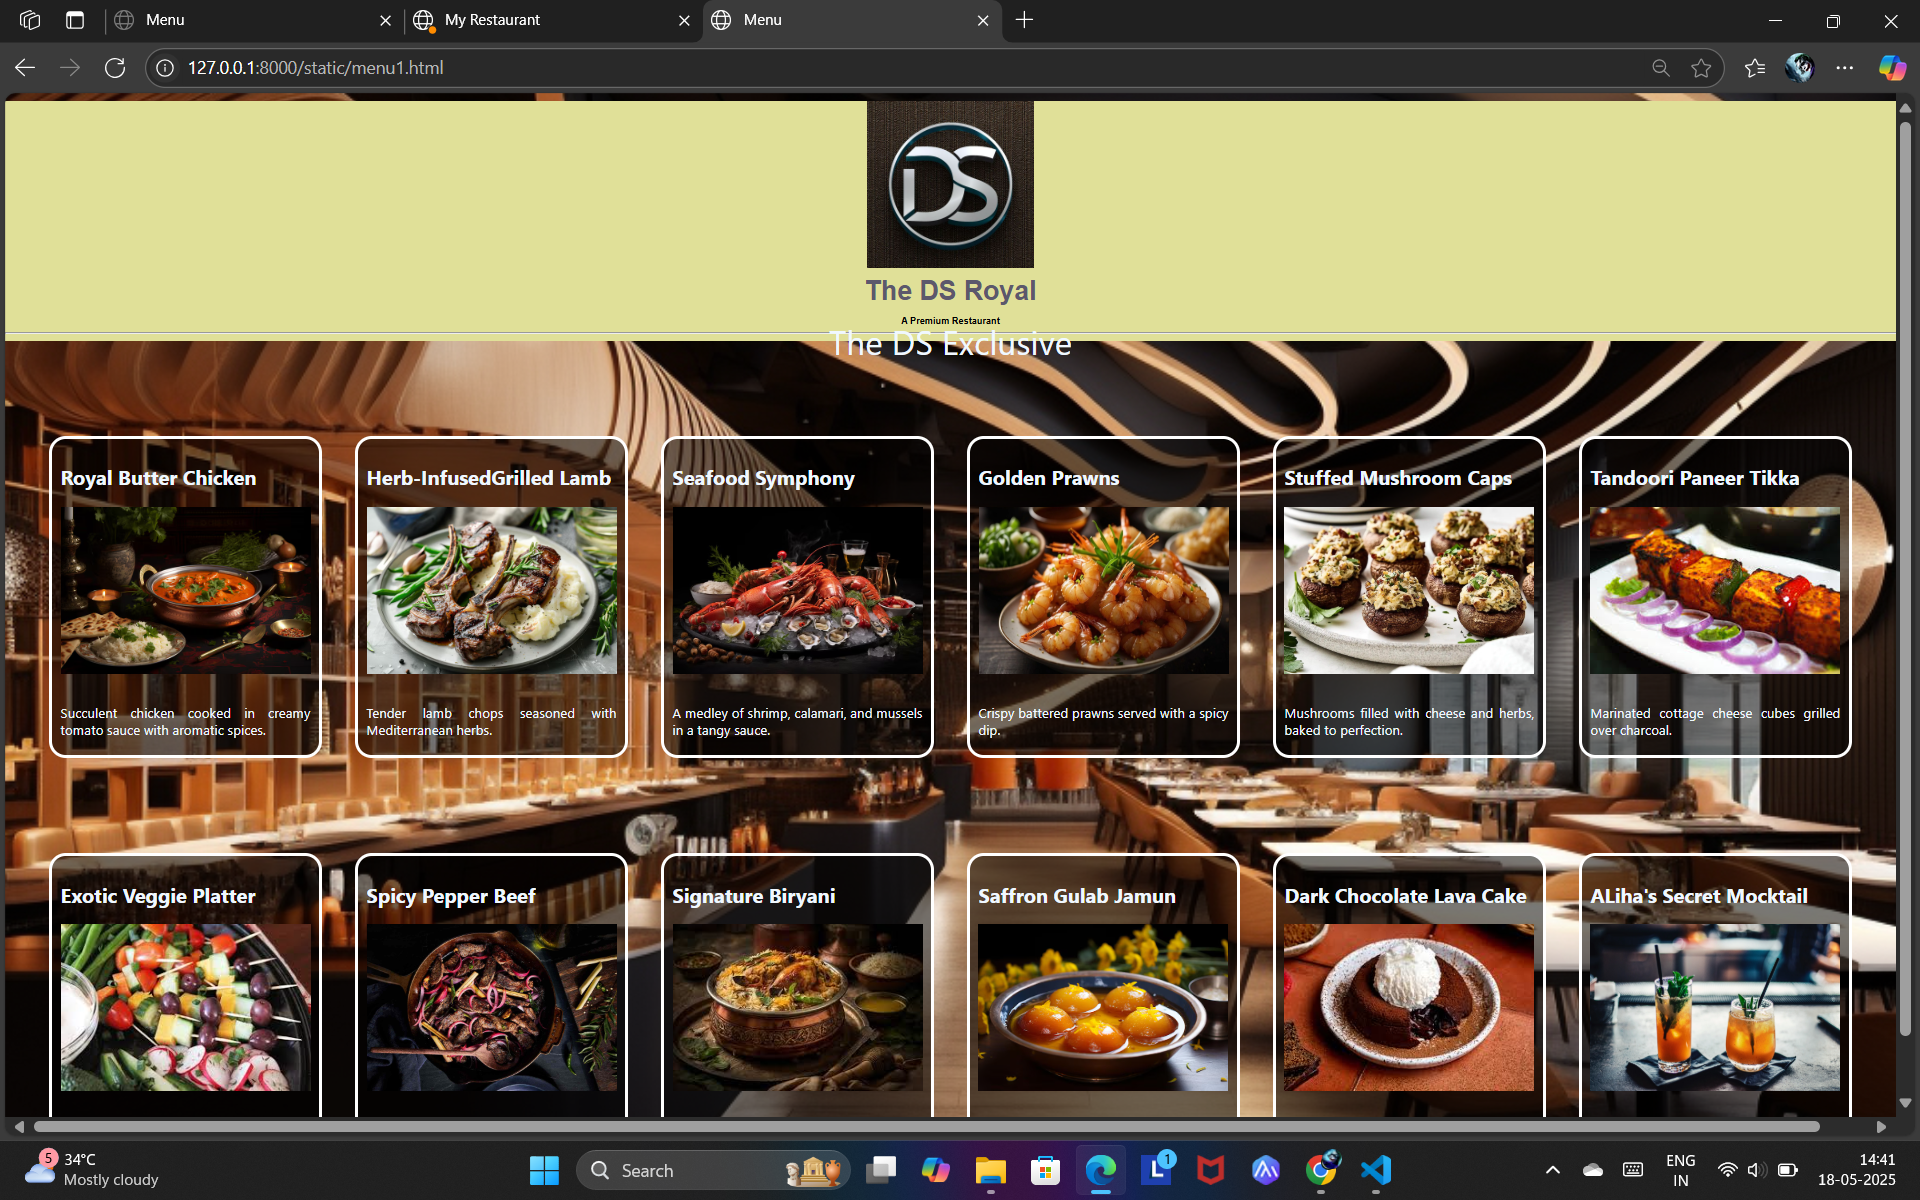 Menu
My Restaurant
Menu
127.0.0.1:8000/static/menu1.html
DS
The DS Royal
A Premium Restaurant
The DS Exclusive
Royal Butter Chicken
Succulent chicken cooked in creamy
tomato sauce with aromatic spices.
Herb-InfusedGrilled Lamb
Tender lamb chops seasoned with
Mediterranean herbs.
Seafood Symphony
A medley of shrimp, calamari, and mussels
in a tangy sauce.
Golden Prawns
Crispy battered prawns served with a spicy
dip.
Stuffed Mushroom Caps
Mushrooms filled with cheese and herbs,
baked to perfection.
Tandoori Paneer Tikka
Marinated cottage cheese cubes grilled
over charcoal.
Exotic Veggie Platter
Spicy Pepper Beef
Signature Biryani
Saffron Gulab Jamun
Dark Chocolate Lava Cake
ALiha's Secret Mocktail
5
34°C
Mostly cloudy
Search
L
1
ENG
IN
14:41
18-05-2025